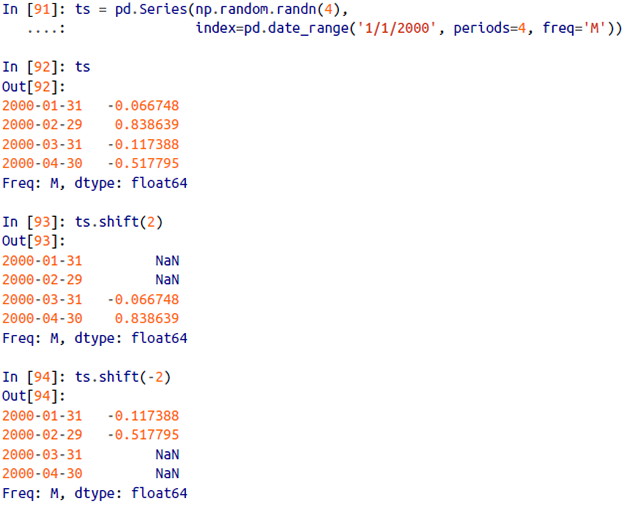 In [91]: ts = pd.Series(np.random.randn(4),
   ....:                index=pd.date_range('1/1/2000', periods=4, freq='M'))
In [92]: ts
Out[92]:
2000-01-31   -0.066748
2000-02-29    0.838639
2000-03-31   -0.117388
2000-04-30   -0.517795
Freq: M, dtype: float64
In [93]: ts.shift(2)
Out[93]:
2000-01-31         NaN
2000-02-29         NaN
2000-03-31   -0.066748
2000-04-30    0.838639
Freq: M, dtype: float64
In [94]: ts.shift(-2)
Out[94]:
2000-01-31   -0.117388
2000-02-29   -0.517795
2000-03-31         NaN
2000-04-30         NaN
Freq: M, dtype: float64